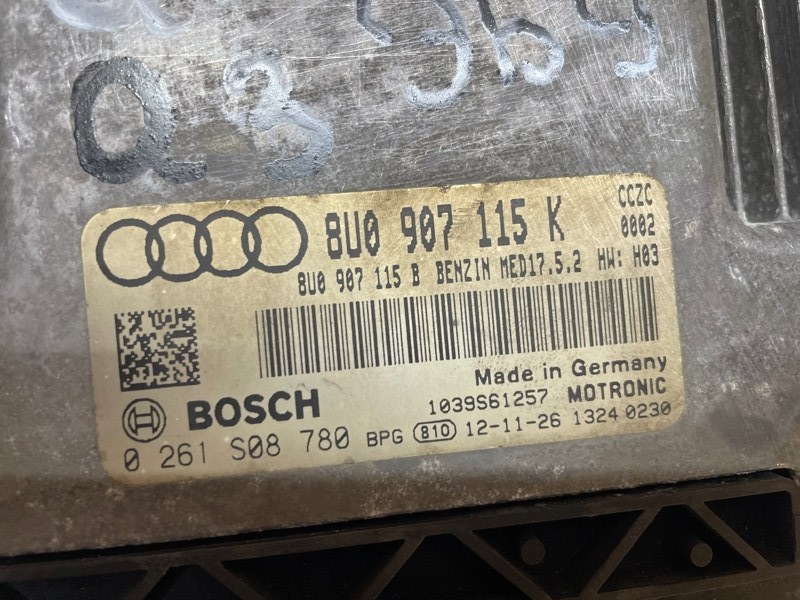 Q3 369
8U0 907 115 K
CCZC
0002
8U0 907 115 B BENZIN MED17.5.2 HW: H03
Made in Germany
BOSCH 1039S61257 MOTRONIC
0 261 S08 780 BPG 810 12-11-26 1324 0230